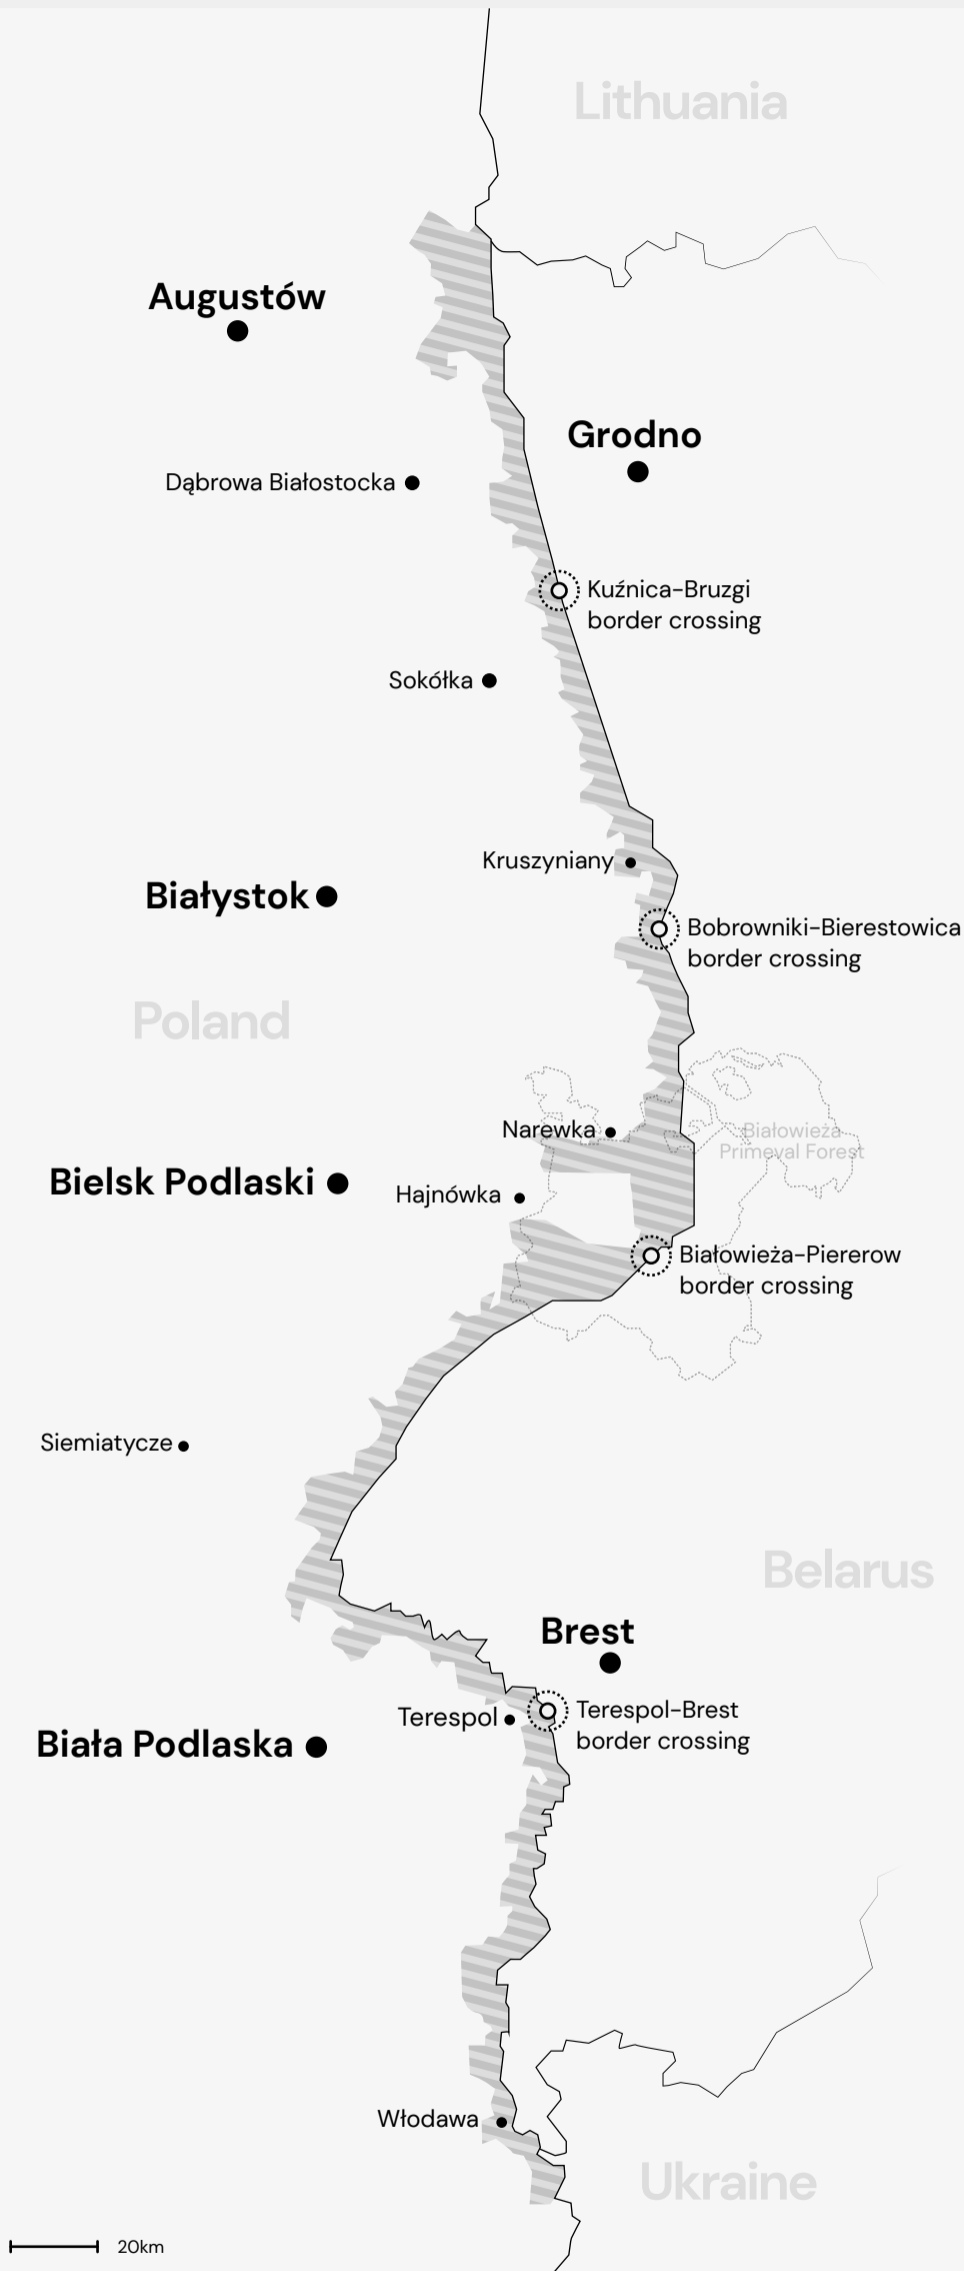 Lithuania
Augustów
Grodno
Dąbrowa Białostocka
Kuźnica-Bruzgi
border crossing
Sokółka
Kruszyniany
Białystok
Bobrowniki-Bierestowica
border crossing
Poland
Narewka
Białowieża
Primeval Forest
Bielsk Podlaski
Hajnówka
Białowieża-Piererow
border crossing
Siemiatycze
Belarus
Brest
Terespol
Terespol-Brest
border crossing
Biała Podlaska
Włodawa
Ukraine
20km